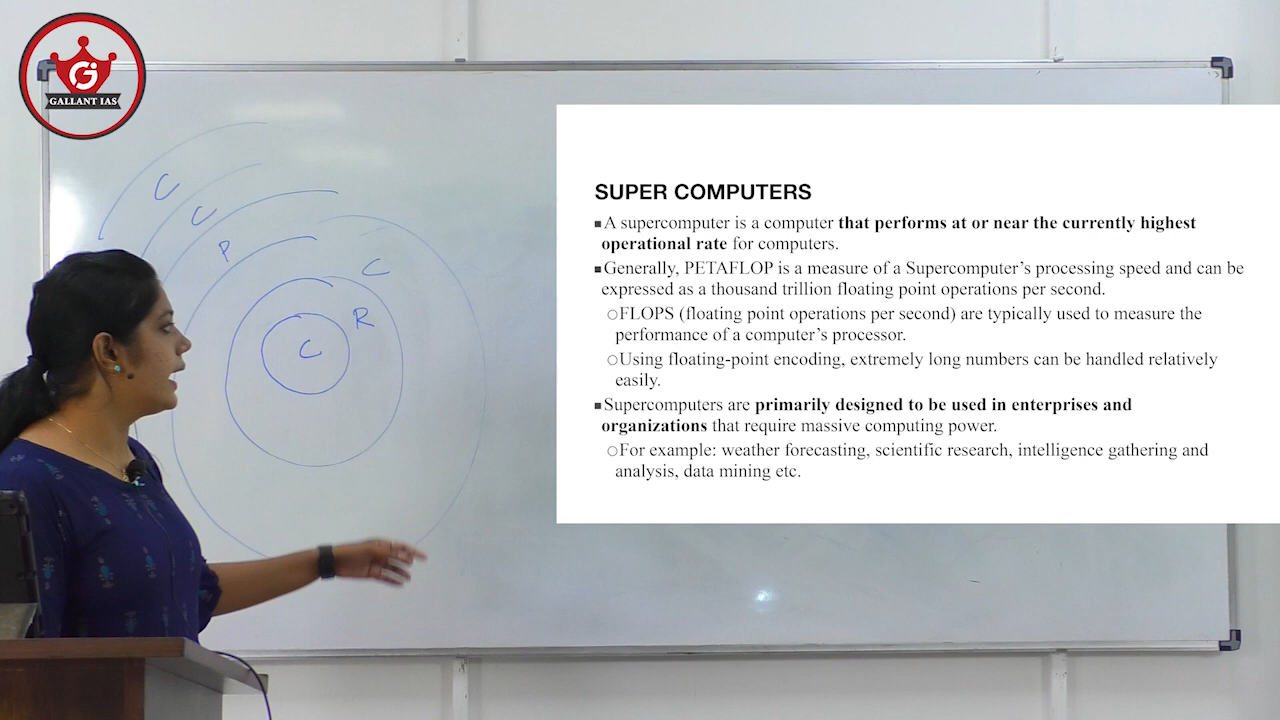 GALLANT IAS
C
C
P
C
R
C
SUPER COMPUTERS
▪A supercomputer is a computer that performs at or near the currently highest
operational rate for computers.
▪Generally, PETAFLOP is a measure of a Supercomputer’s processing speed and can be
expressed as a thousand trillion floating point operations per second.
○FLOPS (floating point operations per second) are typically used to measure the
performance of a computer’s processor.
○Using floating-point encoding, extremely long numbers can be handled relatively
easily.
▪Supercomputers are primarily designed to be used in enterprises and
organizations that require massive computing power.
○For example: weather forecasting, scientific research, intelligence gathering and
analysis, data mining etc.